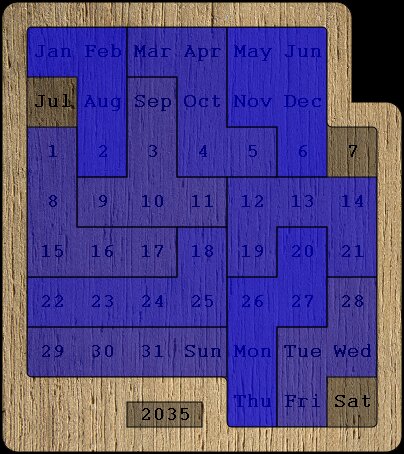 Jan Feb Mar Apr May Jun
Jul Aug Sep Oct Nov Dec
1 2 3 4 5 6 7
8 9 10 11 12 13 14
15 16 17 18 19 20 21
22 23 24 25 26 27 28
29 30 31 Sun Mon Tue Wed
Thu Fri Sat
2035